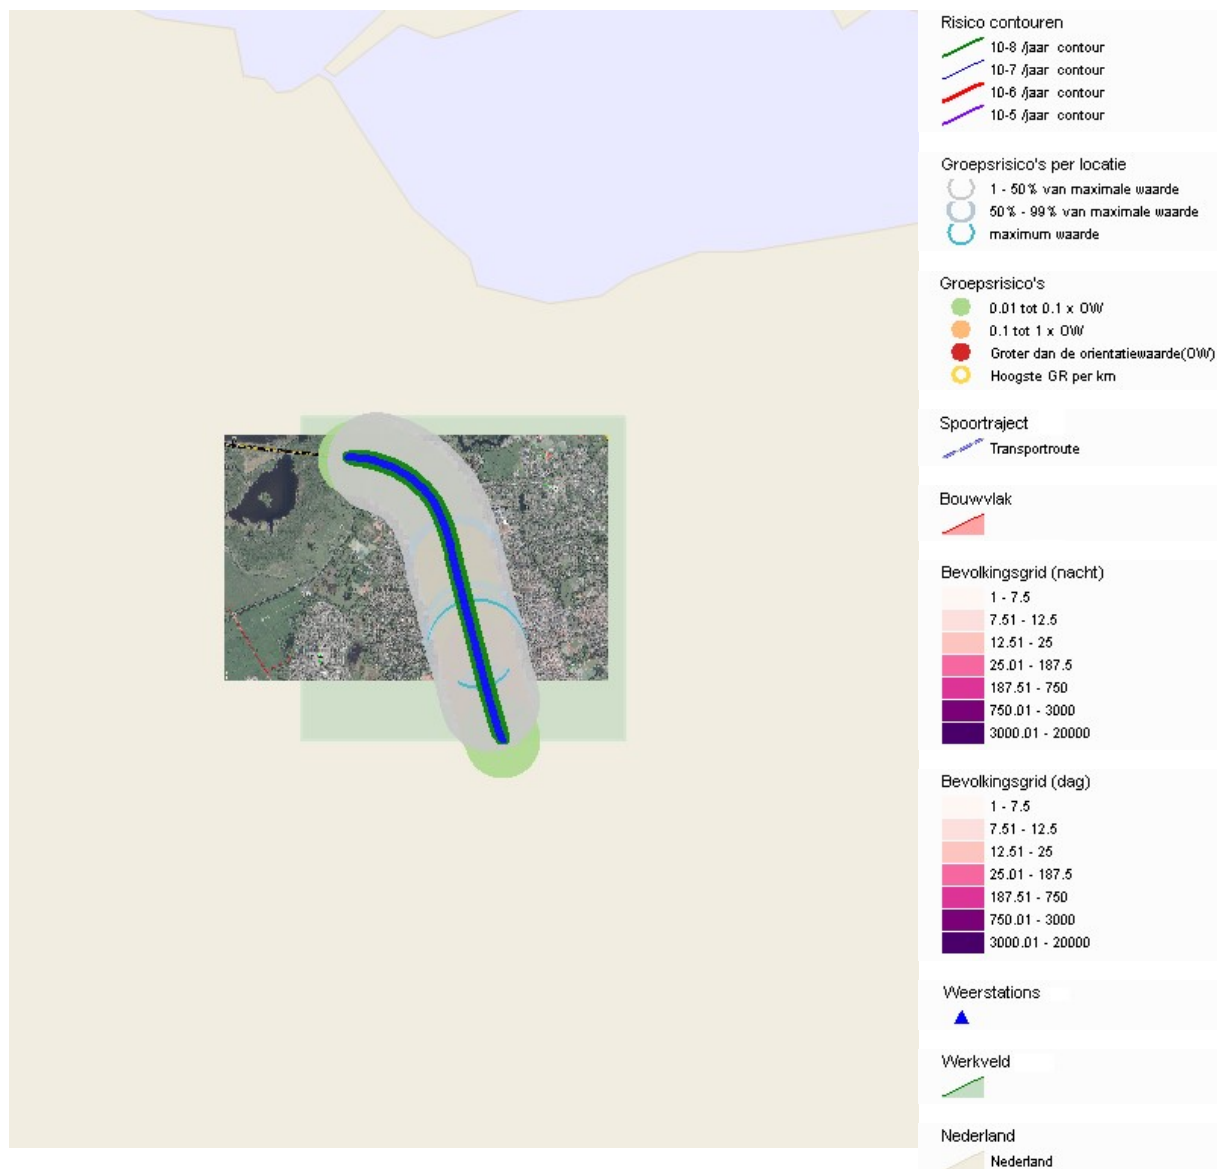 Risico contouren
10-8 /jaar contour
10-7 /jaar contour
10-6 /jaar contour
10-5 /jaar contour
Groepsrisico's per locatie
1 - 50% van maximale waarde
50% - 99% van maximale waarde
maximum waarde
Groepsrisico's
0.01 tot 0.1 x OW
0.1 tot 1 x OW
Groter dan de orientatiewaarde(OW)
Hoogste GR per km
Spoortraject
Transportroute
Bouwvlak
Bevolkingsgrid (nacht)
1 - 7.5
7.51 - 12.5
12.51 - 25
25.01 - 187.5
187.51 - 750
750.01 - 3000
3000.01 - 20000
Bevolkingsgrid (dag)
1 - 7.5
7.51 - 12.5
12.51 - 25
25.01 - 187.5
187.51 - 750
750.01 - 3000
3000.01 - 20000
Weerstations
Werkveld
Nederland
Nederland